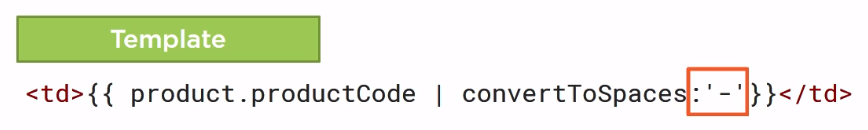 Template
<td>{{ product.productCode | convertToSpaces:'-'}}</td>